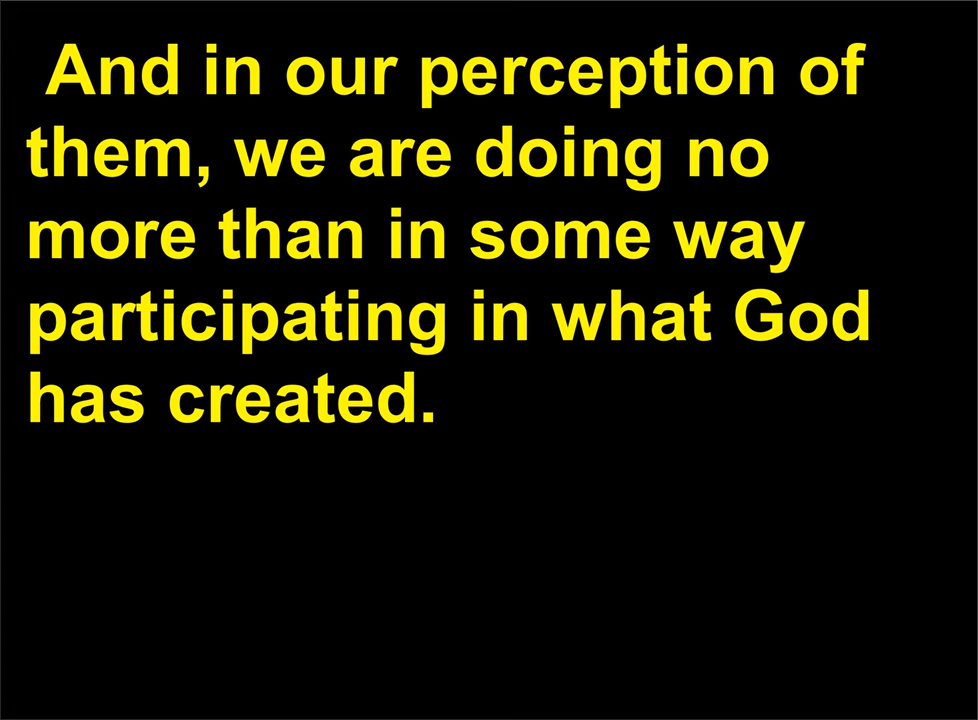 And in our perception of
them, we are doing no
more than in some way
participating in what God
has created.